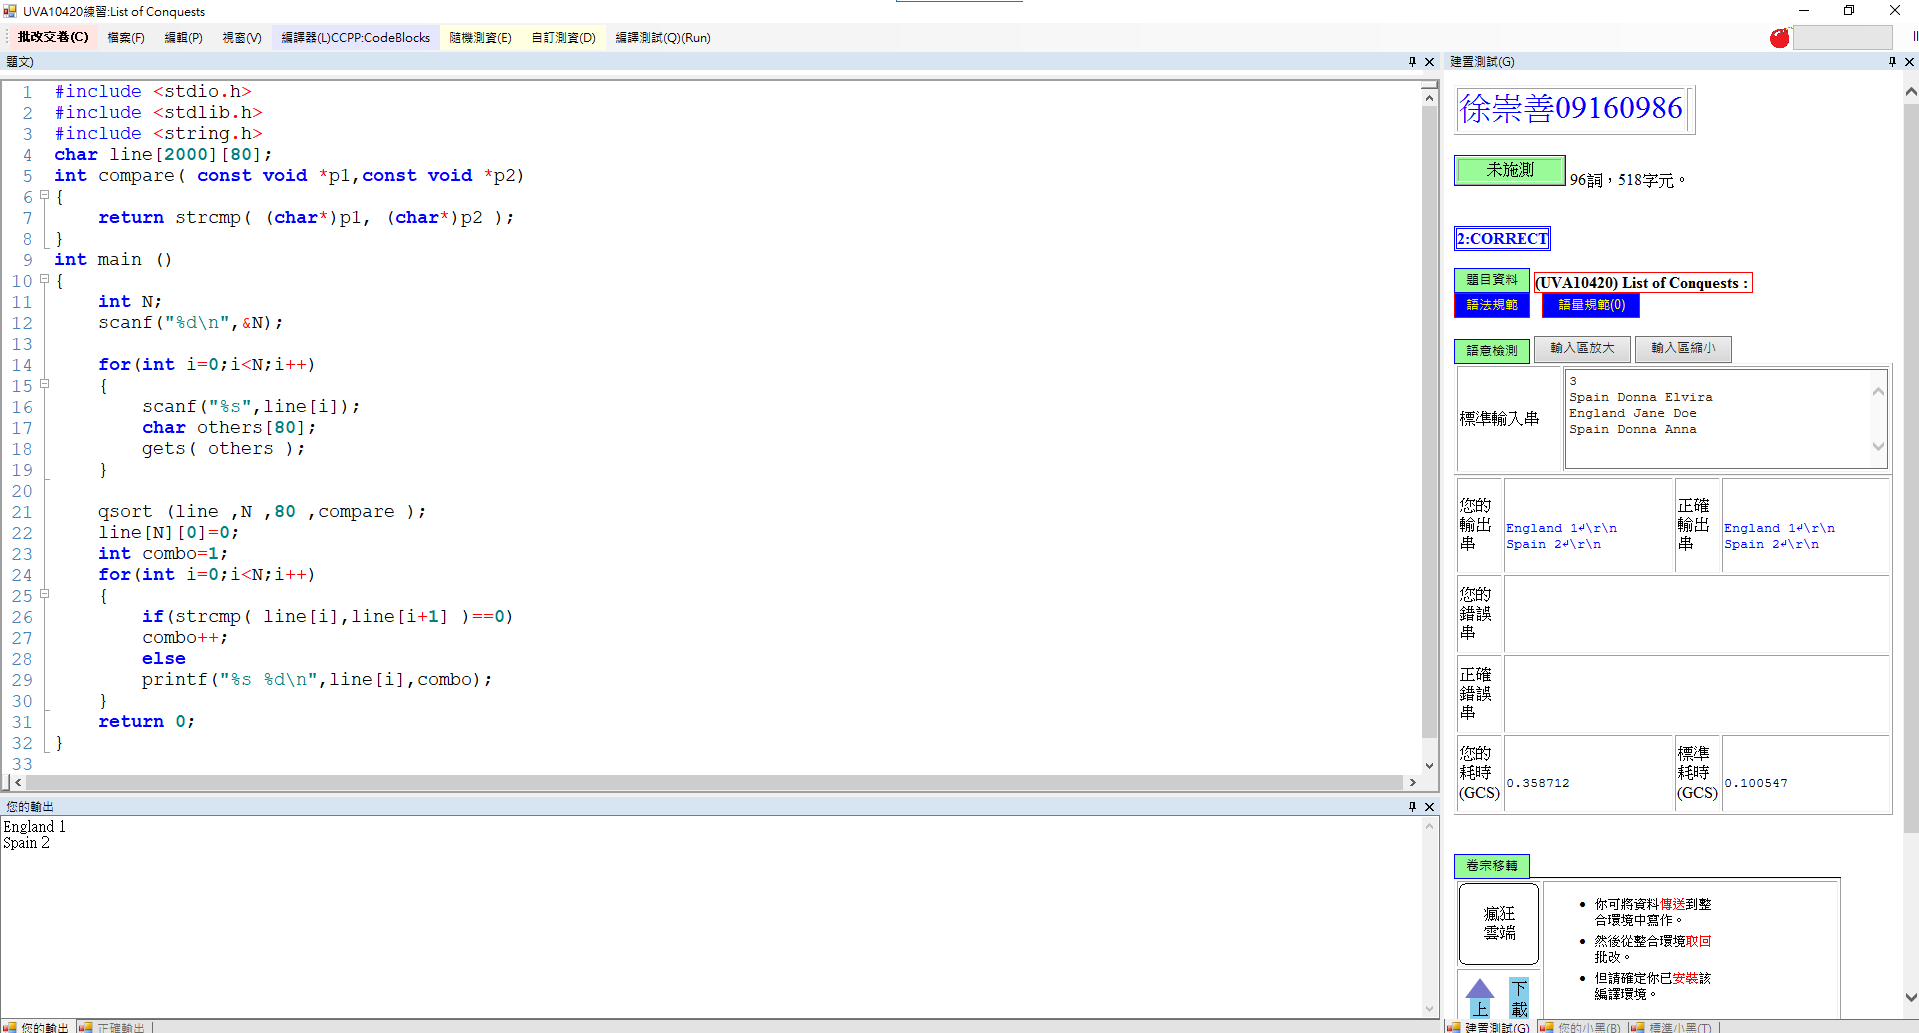 UVA10420練習:List of Conquests
批改交卷(C) 檔案(F) 編輯(P) 視窗(V) 編譯器(L)CCPP:CodeBlocks 隨機測資(E) 自訂測資(D) 編譯測試(Q)(Run)
題文)
1 #include <stdio.h>
2 #include <stdlib.h>
3 #include <string.h>
4 char line[2000][80];
5 int compare( const void *p1,const void *p2)
6 {
7     return strcmp( (char*)p1, (char*)p2 );
8 }
9 int main ()
10 {
11     int N;
12     scanf("%d\n",&N);
13
14     for(int i=0;i<N;i++)
15     {
16         scanf("%s",line[i]);
17         char others[80];
18         gets( others );
19     }
20
21     qsort (line ,N ,80 ,compare );
22     line[N][0]=0;
23     int combo=1;
24     for(int i=0;i<N;i++)
25     {
26         if(strcmp( line[i],line[i+1] )==0)
27         combo++;
28         else
29         printf("%s %d\n",line[i],combo);
30     }
31     return 0;
32 }
33
您的輸出
England 1
Spain 2
您的輸出 正確輸出
建置測試(G)
徐崇善09160986
未施測 96詞，518字元。
2:CORRECT
題目資料 (UVA10420) List of Conquests :
語法規範 語量規範(0)
語意檢測 輸入區放大 輸入區縮小
標準輸入串
3
Spain Donna Elvira
England Jane Doe
Spain Donna Anna
您的輸出串
England 1↵\r\n
Spain 2↵\r\n
正確輸出串
England 1↵\r\n
Spain 2↵\r\n
您的錯誤串
正確錯誤串
您的耗時(GCS) 0.358712 標準耗時(GCS) 0.100547
卷宗移轉
瘋狂雲端
上 下載
• 你可將資料傳送到整
合環境中寫作。
• 然後從整合環境取回
批改。
• 但請確定你已安裝該
編譯環境。
建置測試(G) 您的小黑(B) 標準小黑(T)